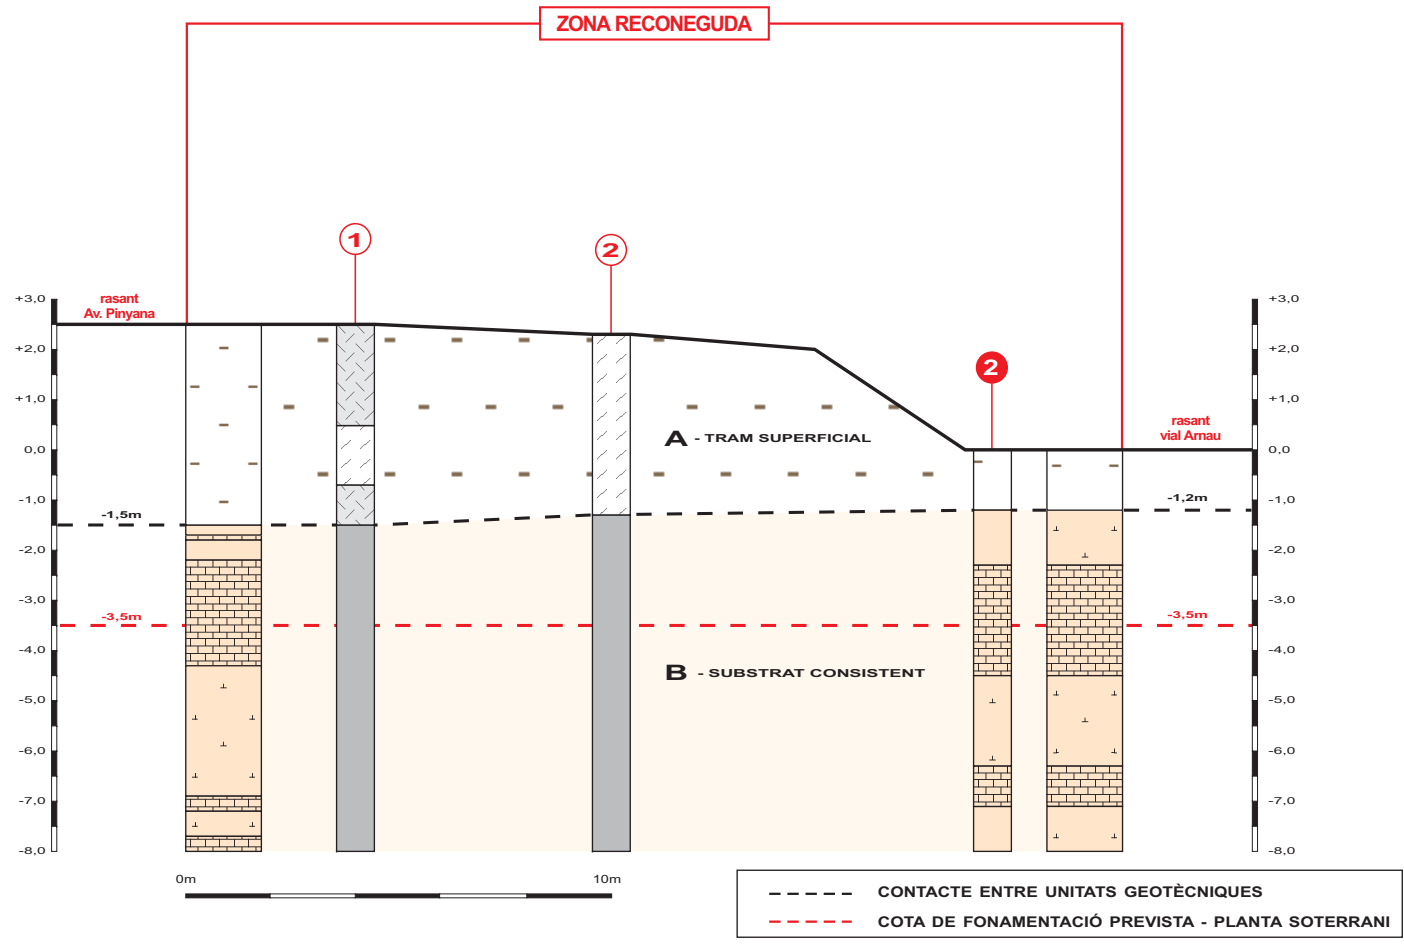 ZONA RECONEGUDA
1
2
2
rasant
Av. Pinyana
rasant
vial Arnau
+3,0
+2,0
+1,0
0,0
-1,0
-2,0
-3,0
-4,0
-5,0
-6,0
-7,0
-8,0
+3,0
+2,0
+1,0
0,0
-1,0
-2,0
-3,0
-4,0
-5,0
-6,0
-7,0
-8,0
A - TRAM SUPERFICIAL
-1,5m
-1,2m
-3,5m
-3,5m
B - SUBSTRAT CONSISTENT
0m
10m
CONTACTE ENTRE UNITATS GEOTÈCNIQUES
COTA DE FONAMENTACIÓ PREVISTA - PLANTA SOTERRANI